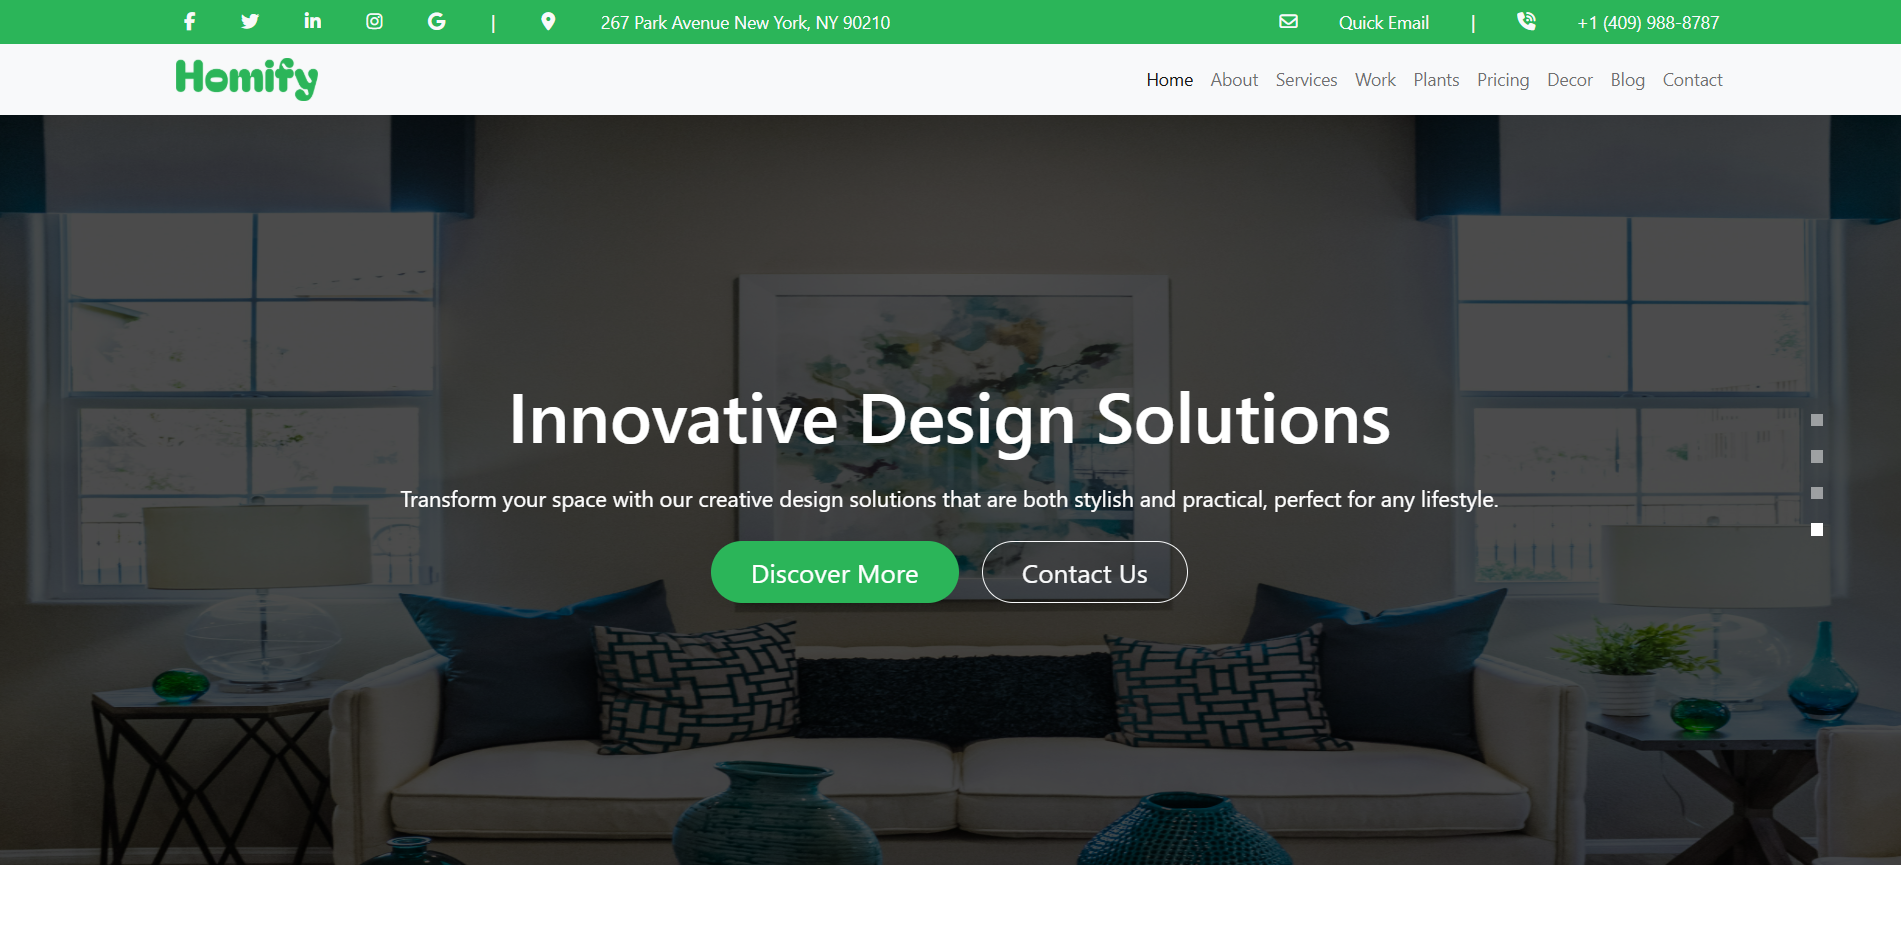 | 267 Park Avenue New York, NY 90210 Quick Email | +1 (409) 988-8787
Homify
Home About Services Work Plants Pricing Decor Blog Contact
Innovative Design Solutions
Transform your space with our creative design solutions that are both stylish and practical, perfect for any lifestyle.
Discover More Contact Us